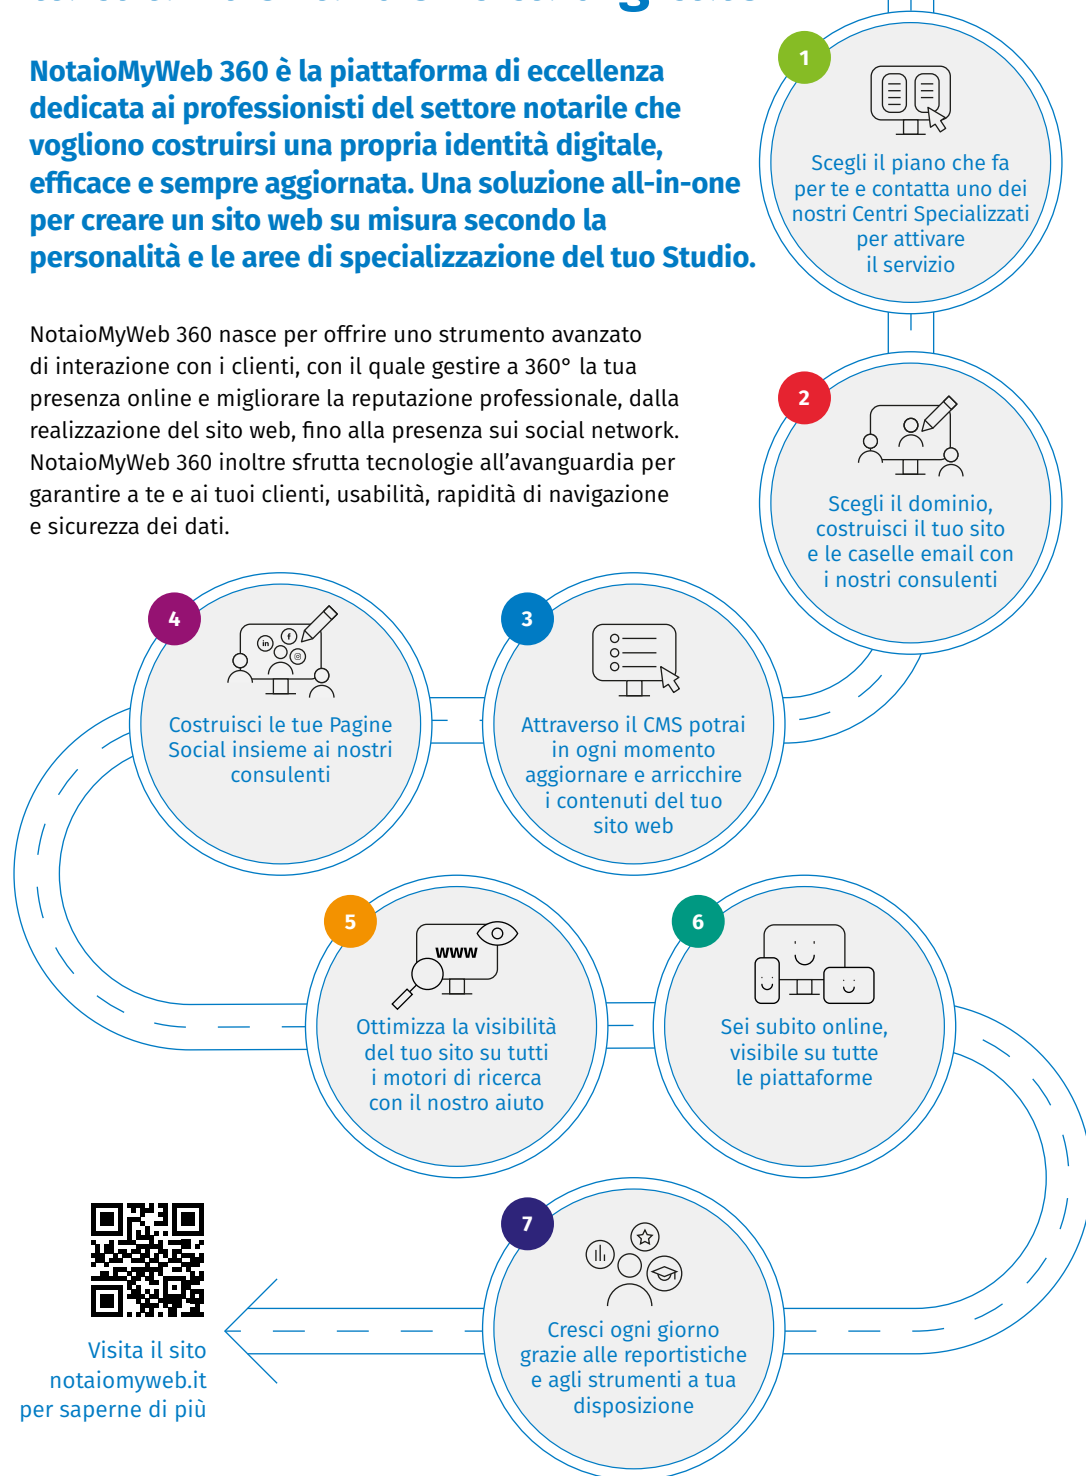 NotaioMyWeb 360 è la piattaforma di eccellenza
dedicata ai professionisti del settore notarile che
vogliono costruirsi una propria identità digitale,
efficace e sempre aggiornata. Una soluzione all-in-one
per creare un sito web su misura secondo la
personalità e le aree di specializzazione del tuo Studio.
NotaioMyWeb 360 nasce per offrire uno strumento avanzato
di interazione con i clienti, con il quale gestire a 360° la tua
presenza online e migliorare la reputazione professionale, dalla
realizzazione del sito web, fino alla presenza sui social network.
NotaioMyWeb 360 inoltre sfrutta tecnologie all'avanguardia per
garantire a te e ai tuoi clienti, usabilità, rapidità di navigazione
e sicurezza dei dati.
1
Scegli il piano che fa
per te e contatta uno dei
nostri Centri Specializzati
per attivare
il servizio
2
Scegli il dominio,
costruisci il tuo sito
e le caselle email con
i nostri consulenti
3
Attraverso il CMS potrai
in ogni momento
aggiornare e arricchire
i contenuti del tuo
sito web
4
in
f
Costruisci le tue Pagine
Social insieme ai nostri
consulenti
5
www
Ottimizza la visibilità
del tuo sito su tutti
i motori di ricerca
con il nostro aiuto
6
Sei subito online,
visibile su tutte
le piattaforme
7
Cresci ogni giorno
grazie alle reportistiche
e agli strumenti a tua
disposizione
Visita il sito
notaiomyweb.it
per saperne di più